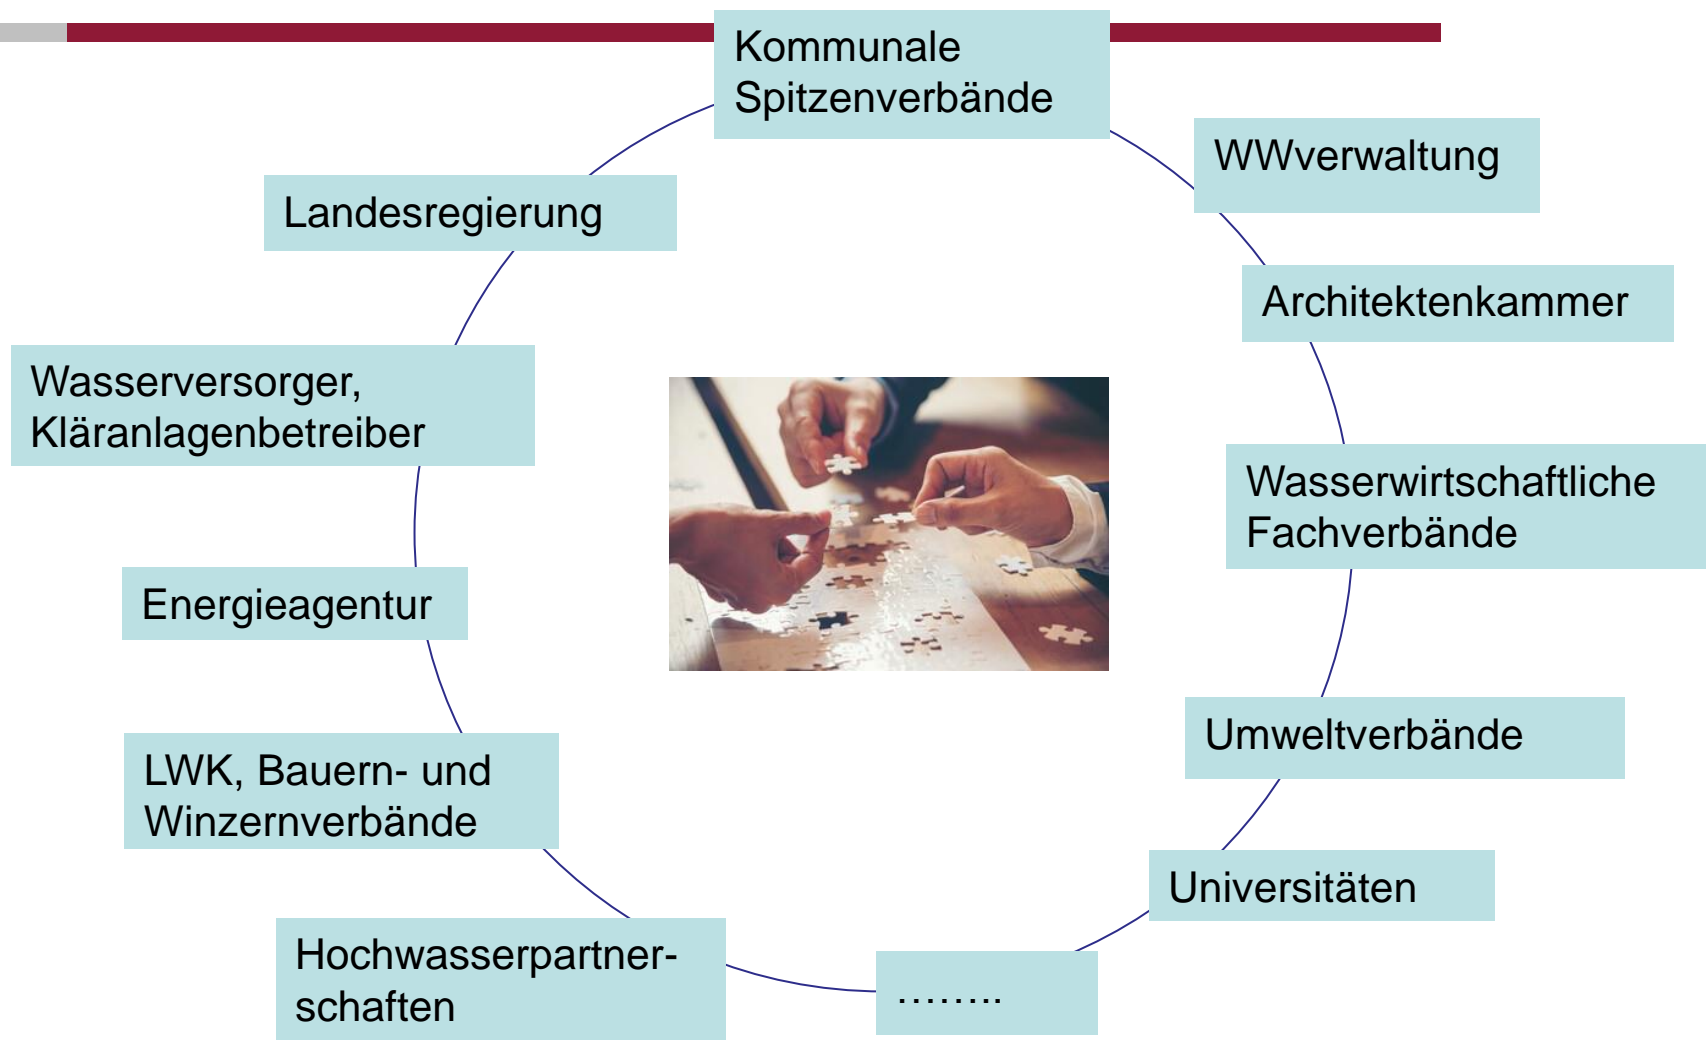 Kommunale
Spitzenverbände
WWverwaltung
Landesregierung
Architektenkammer
Wasserversorger,
Kläranlagenbetreiber
Wasserwirtschaftliche
Fachverbände
Energieagentur
Umweltverbände
LWK, Bauern- und
Winzernverbände
Universitäten
Hochwasserpartner-
schaften
……..